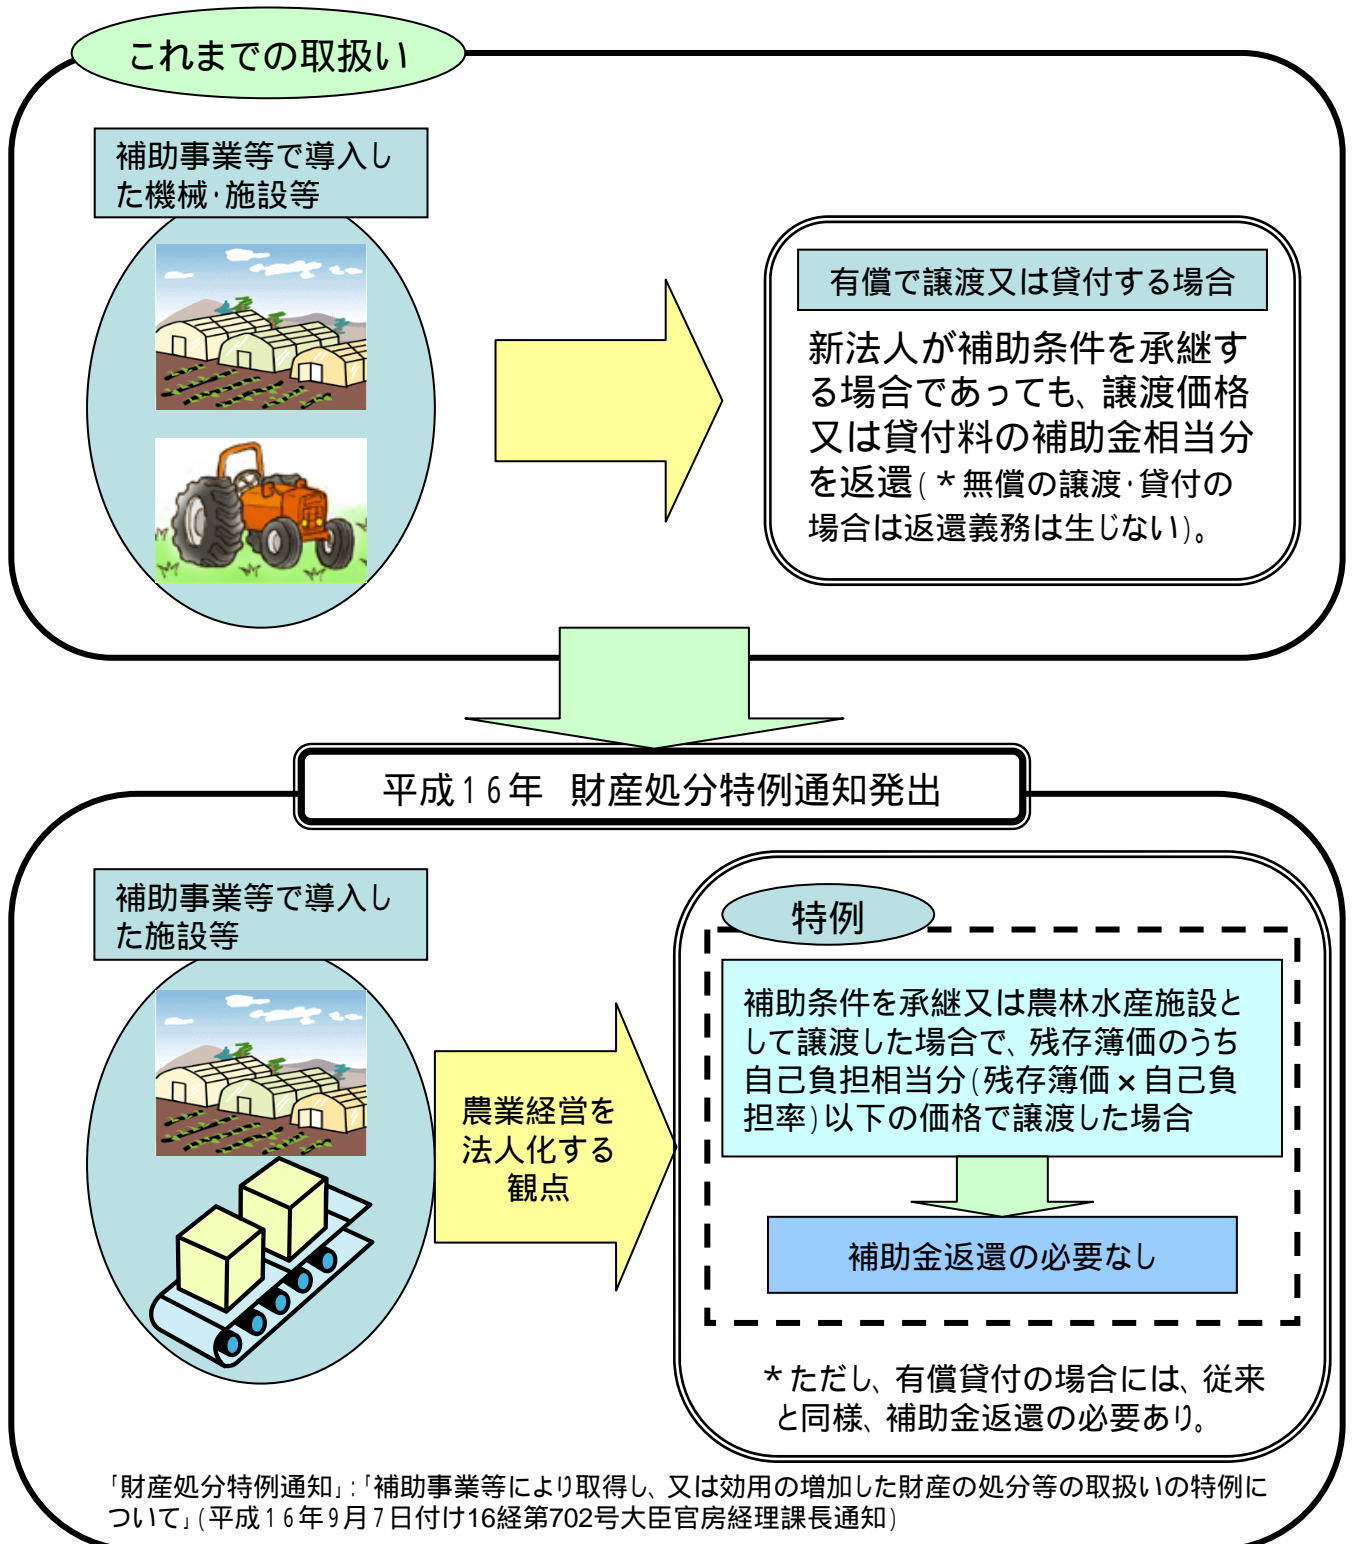 これまでの取扱い
補助事業等で導入し
た機械・施設等
有償で譲渡又は貸付する場合
新法人が補助条件を承継す
る場合であっても、譲渡価格
又は貸付料の補助金相当分
を返還(＊無償の譲渡・貸付の
場合は返還義務は生じない)。
平成16年 財産処分特例通知発出
補助事業等で導入し
た施設等
農業経営を
法人化する
観点
特例
補助条件を承継又は農林水産施設と
して譲渡した場合で、残存簿価のうち
自己負担相当分(残存簿価×自己負
担率)以下の価格で譲渡した場合
補助金返還の必要なし
＊ただし、有償貸付の場合には、従来
と同様、補助金返還の必要あり。
「財産処分特例通知」:「補助事業等により取得し、又は効用の増加した財産の処分等の取扱いの特例に
ついて」(平成16年9月7日付け16経第702号大臣官房経理課長通知)